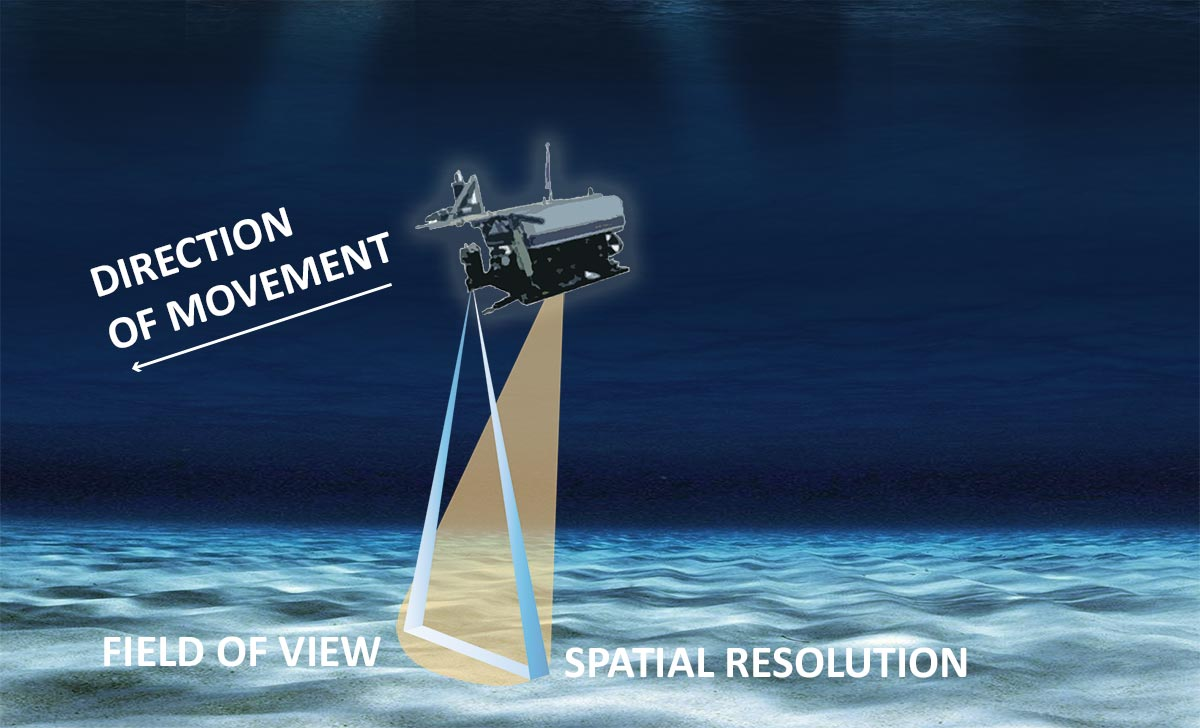 DIRECTION
OF MOVEMENT
FIELD OF VIEW
SPATIAL RESOLUTION